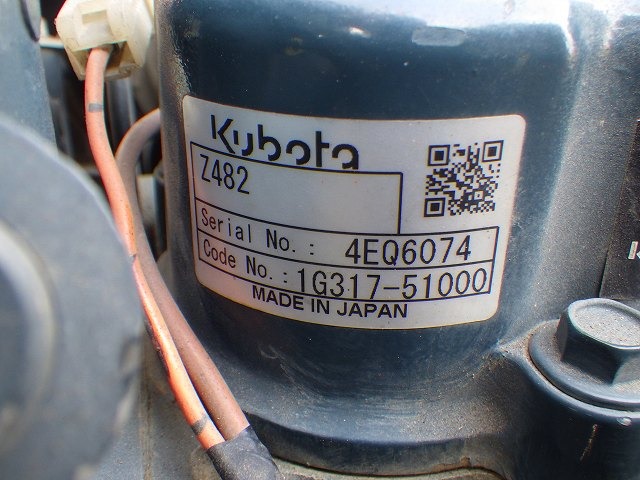 Kubota
Z482
Serial No.: 4EQ6074
Code No.: 1G317-51000
MADE IN JAPAN